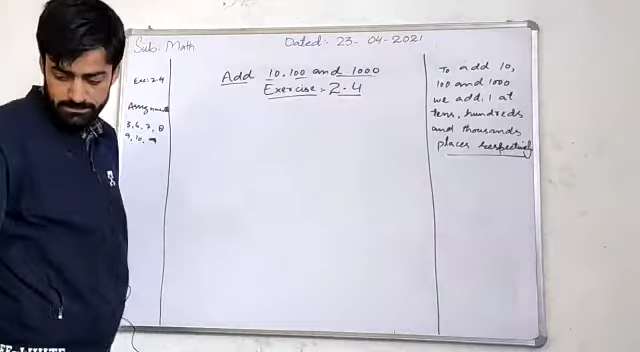 Sub. Math
Dated:- 23-04-2021
Exe: 2.4
Assignment
5, 6, 7, 8
9, 10,
Add 10, 100 and 1000
Exercise:- 2.4
To add 10,
100 and 1000
we add 1 at
tens, hundreds
and thousands
places respectively